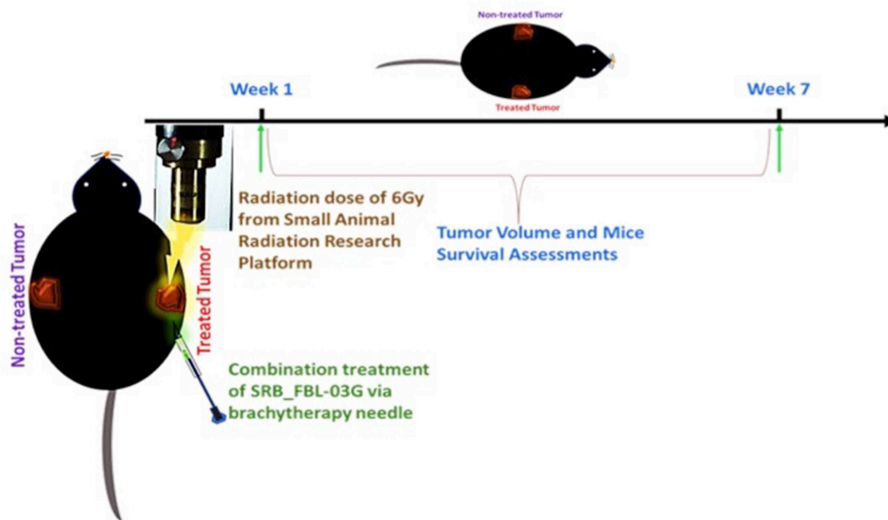 Non-treated Tumor
Treated Tumor
Week 1
Week 7
Radiation dose of 6Gy
from Small Animal
Radiation Research
Platform
Tumor Volume and Mice
Survival Assessments
Non-treated Tumor
Treated Tumor
Combination treatment
of SRB_FBL-03G via
brachytherapy needle